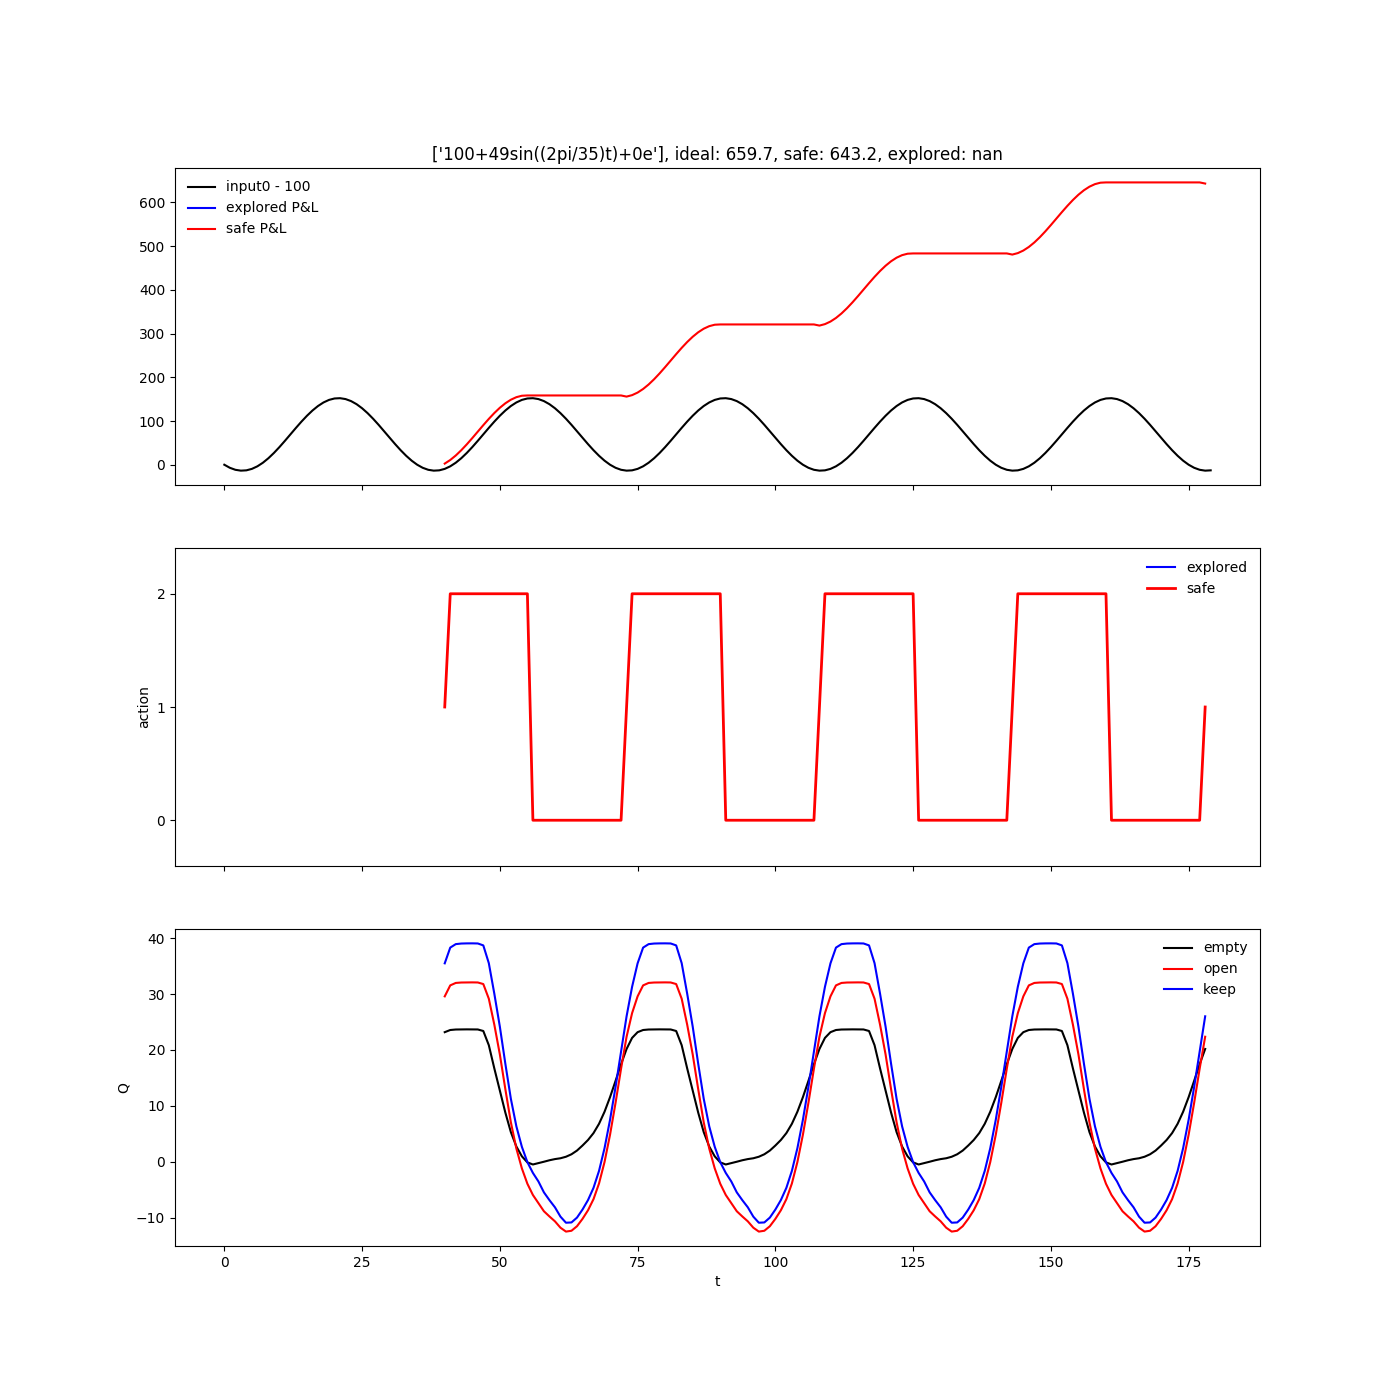 ['100+49sin((2pi/35)t)+0e'], ideal: 659.7, safe: 643.2, explored: nan
input0 - 100
explored P&L
safe P&L
600
500
400
300
200
100
0
explored
safe
2
1
0
action
empty
open
keep
40
30
20
10
0
−10
Q
0 25 50 75 100 125 150 175
t